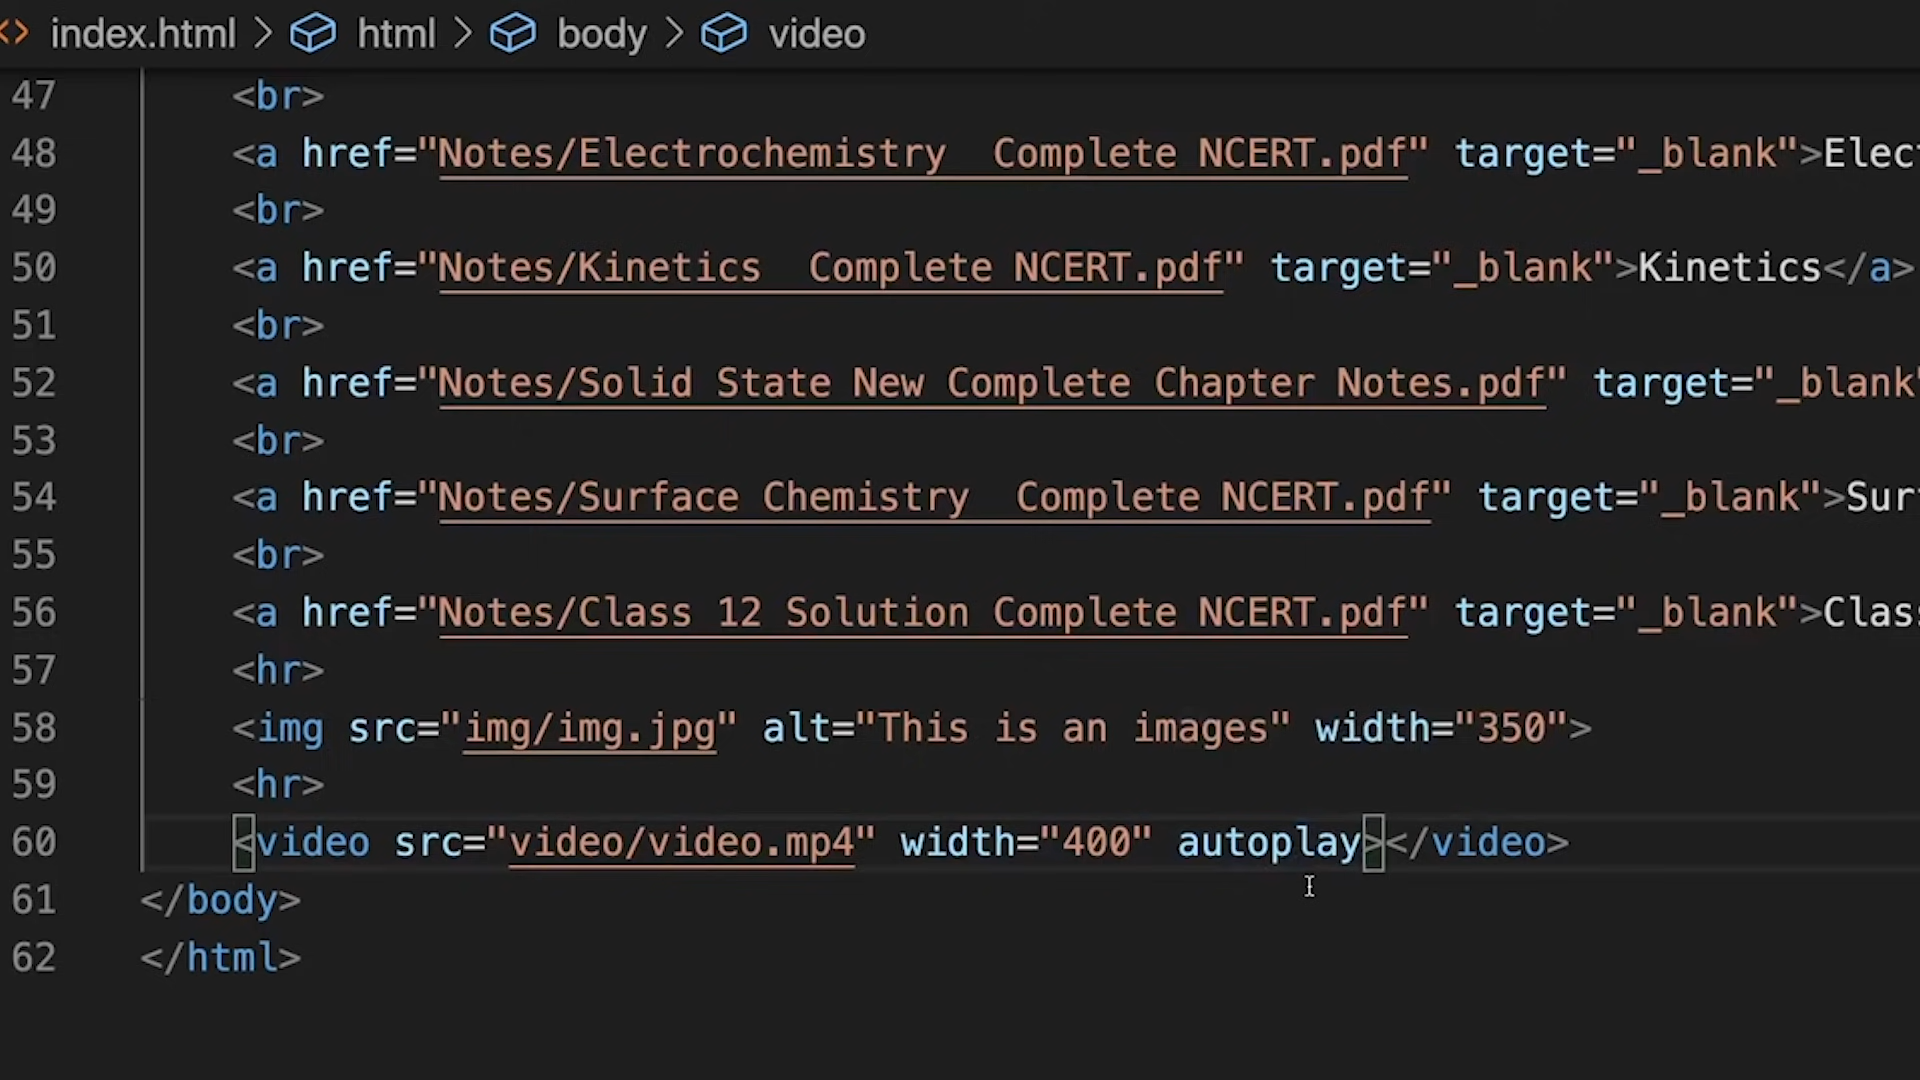 index.html > html > body > video
47 <br>
48 <a href="Notes/Electrochemistry  Complete NCERT.pdf" target="_blank">Elect
49 <br>
50 <a href="Notes/Kinetics  Complete NCERT.pdf" target="_blank">Kinetics</a>
51 <br>
52 <a href="Notes/Solid State New Complete Chapter Notes.pdf" target="_blank"
53 <br>
54 <a href="Notes/Surface Chemistry  Complete NCERT.pdf" target="_blank">Surf
55 <br>
56 <a href="Notes/Class 12 Solution Complete NCERT.pdf" target="_blank">Class
57 <hr>
58 <img src="img/img.jpg" alt="This is an images" width="350">
59 <hr>
60 <video src="video/video.mp4" width="400" autoplay></video>
61 </body>
62 </html>